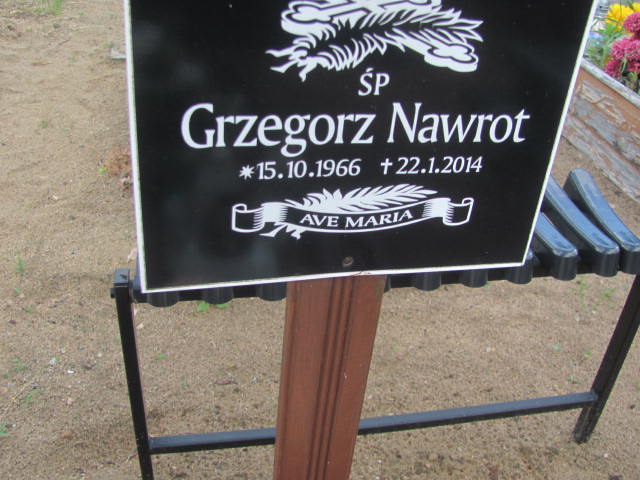 ŚP
Grzegorz Nawrot
*15.10.1966 †22.1.2014
AVE MARIA